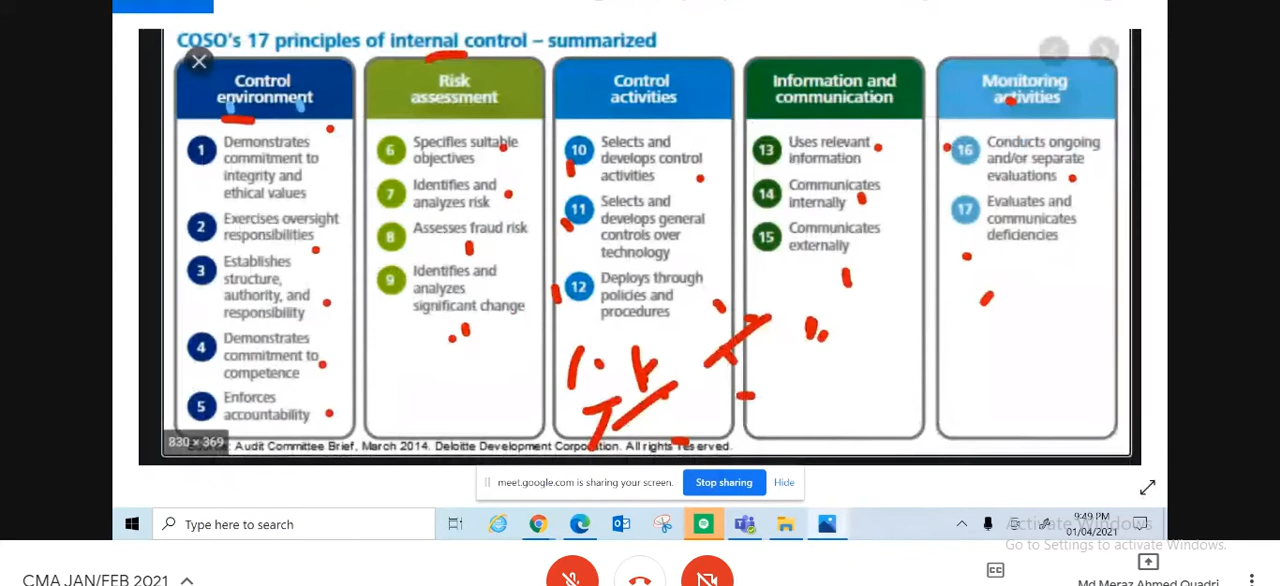 COSO's 17 principles of internal control – summarized
Control
environment
1 Demonstrates
commitment to
integrity and
ethical values
2 Exercises oversight
responsibilities
3 Establishes
structure,
authority, and
responsibility
4 Demonstrates
commitment to
competence
5 Enforces
accountability
Risk
assessment
6 Specifies suitable
objectives
7 Identifies and
analyzes risk
8 Assesses fraud risk
9 Identifies and
analyzes
significant change
Control
activities
10 Selects and
develops control
activities
11 Selects and
develops general
controls over
technology
12 Deploys through
policies and
procedures
Information and
communication
13 Uses relevant
information
14 Communicates
internally
15 Communicates
externally
Monitoring
activities
16 Conducts ongoing
and/or separate
evaluations
17 Evaluates and
communicates
deficiencies
830 × 369
Audit Committee Brief, March 2014. Deloitte Development Corporation. All rights reserved.
meet.google.com is sharing your screen. Stop sharing Hide
Type here to search
9:49 PM
01/04/2021
Activate Windows
Go to Settings to activate Windows.
CMA JAN/FEB 2021
Md Meraz Ahmed Quadri